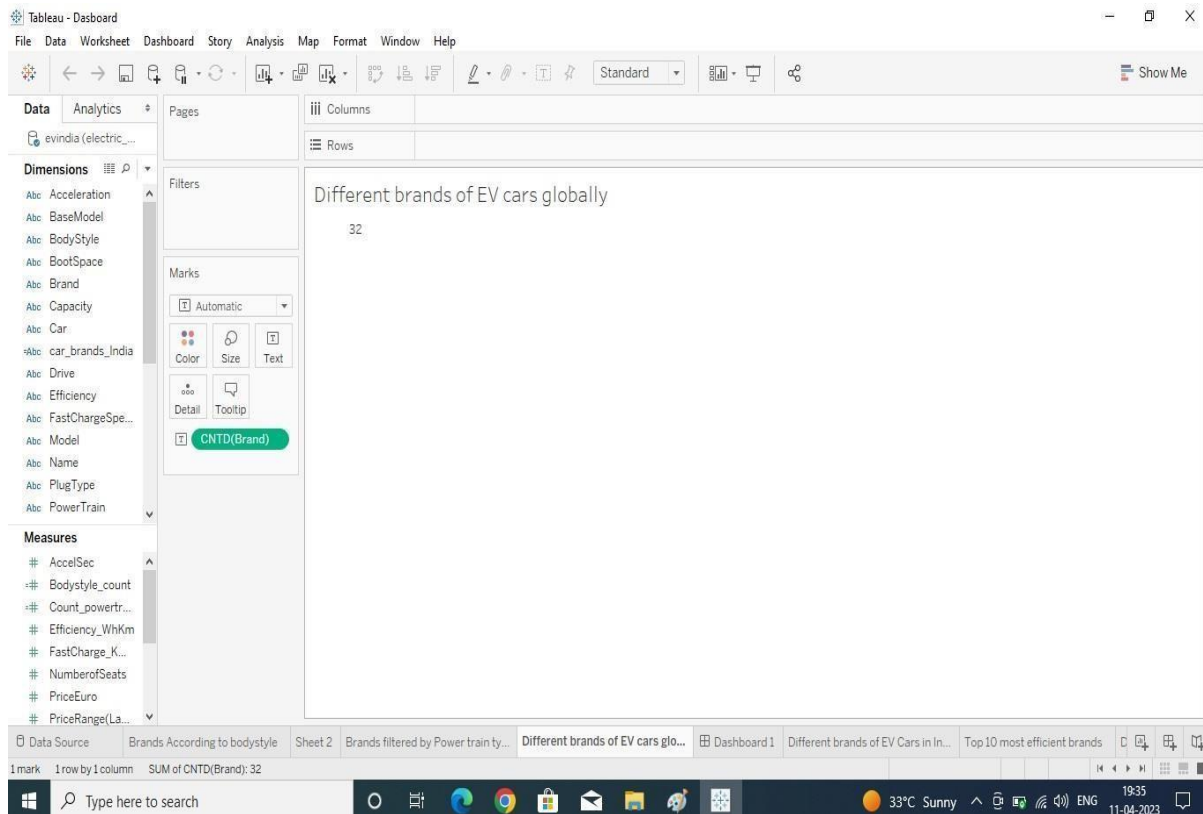 Tableau - Dasboard
File Data Worksheet Dashboard Story Analysis Map Format Window Help
Standard
Show Me
Data Analytics
evindia (electric_...
Dimensions
Abc Acceleration
Abc BaseModel
Abc BodyStyle
Abc BootSpace
Abc Brand
Abc Capacity
Abc Car
=Abc car_brands_India
Abc Drive
Abc Efficiency
Abc FastChargeSpe...
Abc Model
Abc Name
Abc PlugType
Abc PowerTrain
Measures
# AccelSec
=# Bodystyle_count
=# Count_powertr...
# Efficiency_WhKm
# FastCharge_K...
# NumberofSeats
# PriceEuro
# PriceRange(La...
Pages
Filters
Marks
T Automatic
Color Size Text
Detail Tooltip
T CNTD(Brand)
Columns
Rows
Different brands of EV cars globally
32
Data Source Brands According to bodystyle Sheet 2 Brands filtered by Power train ty... Different brands of EV cars glo... Dashboard 1 Different brands of EV Cars in In... Top 10 most efficient brands D
1 mark 1 row by 1 column SUM of CNTD(Brand): 32
Type here to search
33°C Sunny ENG
19:35
11-04-2023